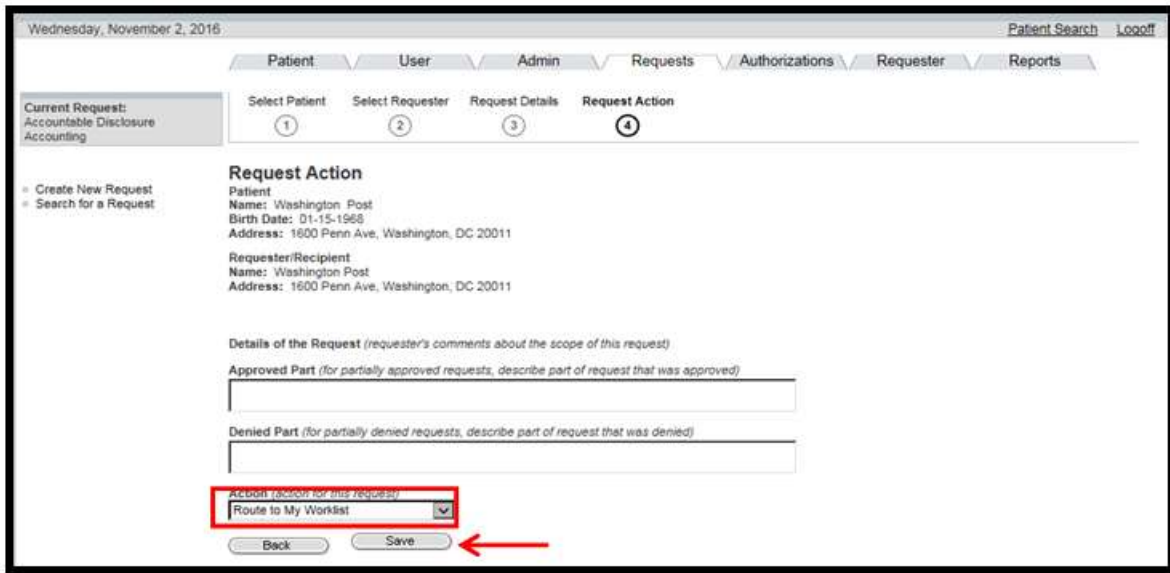 Wednesday, November 2, 2016 Patient Search Logoff
Patient User Admin Requests Authorizations Requester Reports
Current Request:
Accountable Disclosure
Accounting
Select Patient Select Requester Request Details Request Action
1 2 3 4
Create New Request
Search for a Request
Request Action
Patient
Name: Washington Post
Birth Date: 01-15-1968
Address: 1600 Penn Ave, Washington, DC 20011
Requester/Recipient
Name: Washington Post
Address: 1600 Penn Ave, Washington, DC 20011
Details of the Request (requester's comments about the scope of this request)
Approved Part (for partially approved requests, describe part of request that was approved)
Denied Part (for partially denied requests, describe part of request that was denied)
Action (action for this request)
Route to My Worklist
Back Save